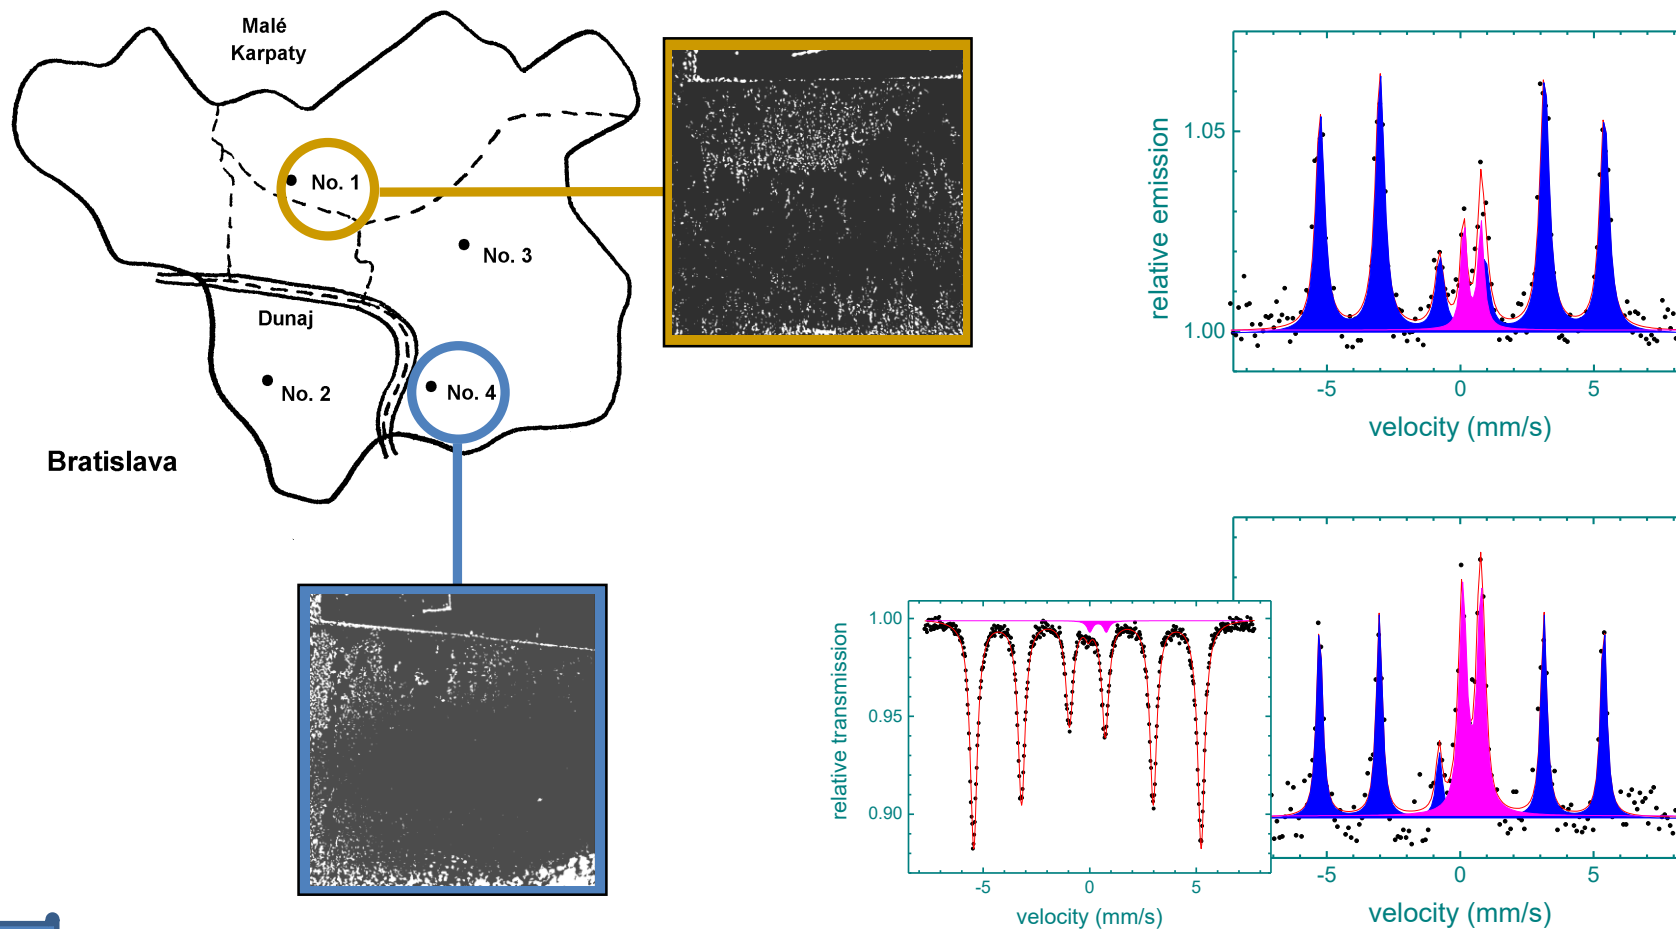 Malé
Karpaty
No. 1
No. 3
Dunaj
No. 2
No. 4
Bratislava
relative emission
1.05
1.00
-5
0
5
velocity (mm/s)
relative transmission
1.00
0.95
0.90
-5
0
5
velocity (mm/s)
-5
0
5
velocity (mm/s)